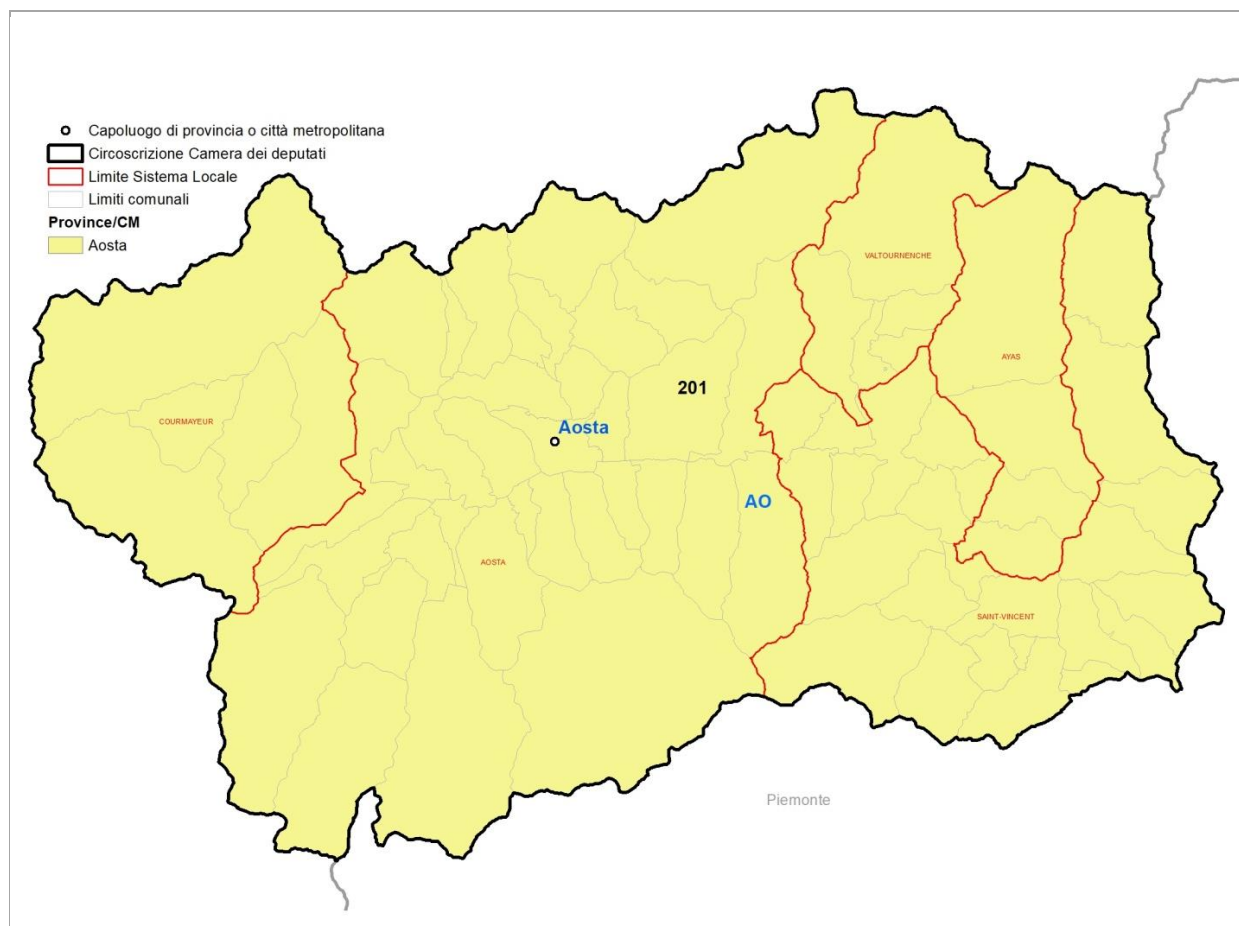 Capoluogo di provincia o città metropolitana
Circoscrizione Camera dei deputati
Limite Sistema Locale
Limiti comunali
Province/CM
Aosta
VALTOURNENCHE
AYAS
201
COURMAYEUR
Aosta
AO
AOSTA
SAINT-VINCENT
Piemonte